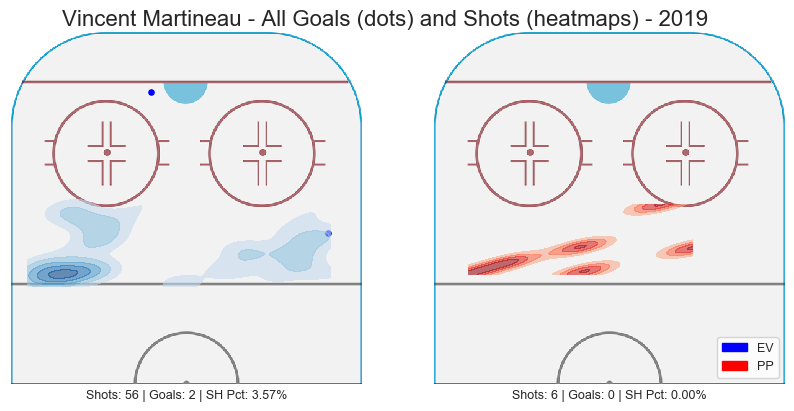 Vincent Martineau - All Goals (dots) and Shots (heatmaps) - 2019
EV
PP
Shots: 56 | Goals: 2 | SH Pct: 3.57%
Shots: 6 | Goals: 0 | SH Pct: 0.00%